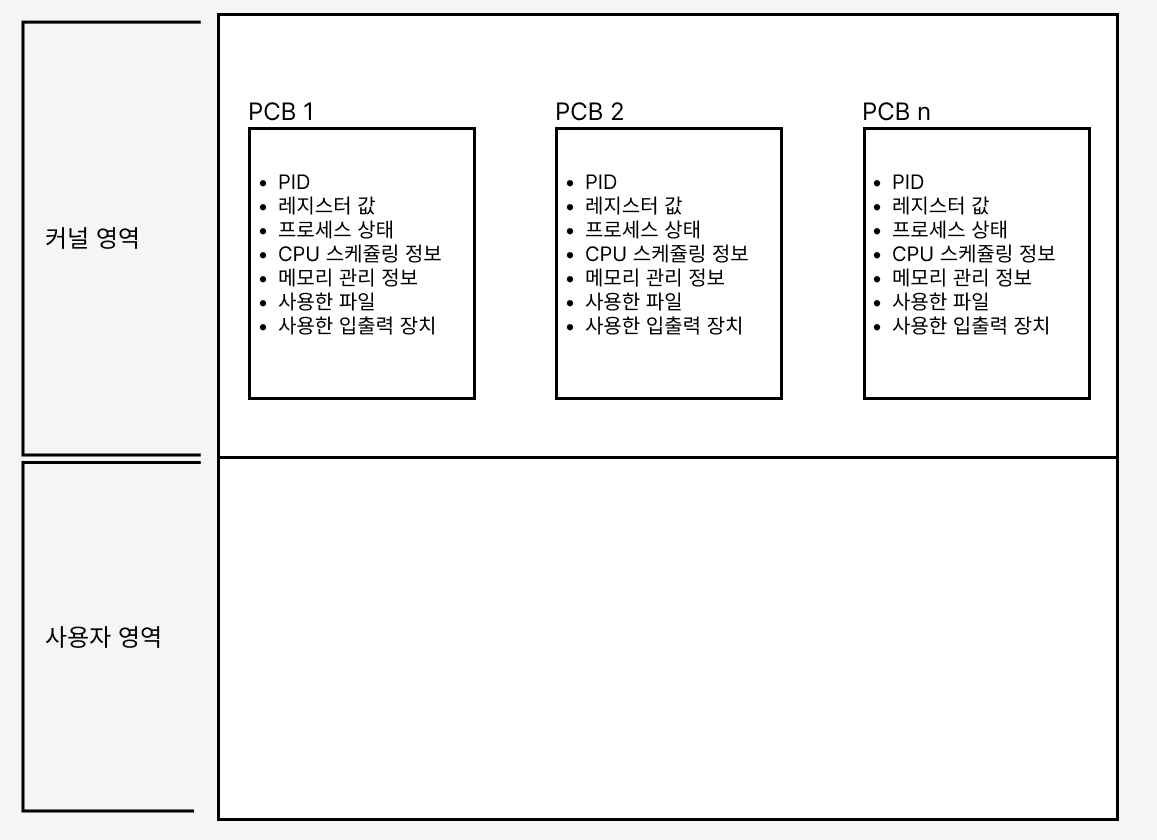 커널 영역
PCB 1
• PID
• 레지스터 값
• 프로세스 상태
• CPU 스케쥴링 정보
• 메모리 관리 정보
• 사용한 파일
• 사용한 입출력 장치
PCB 2
• PID
• 레지스터 값
• 프로세스 상태
• CPU 스케쥴링 정보
• 메모리 관리 정보
• 사용한 파일
• 사용한 입출력 장치
PCB n
• PID
• 레지스터 값
• 프로세스 상태
• CPU 스케쥴링 정보
• 메모리 관리 정보
• 사용한 파일
• 사용한 입출력 장치
사용자 영역